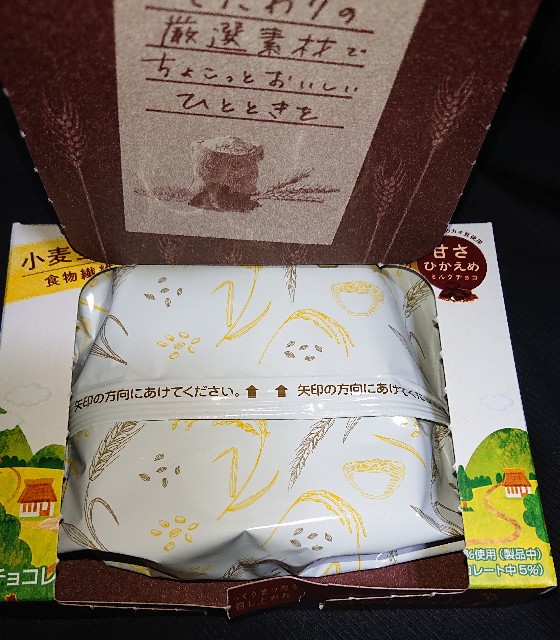 こだわりの
厳選素材で
ちょこっとおいしい
ひとときを
小麦
食物繊維
甘さ
ひかえめ
ミルクチョコ
矢印の方向にあけてください。
矢印の方向にあけてくだ
%使用(製品中)
チョコレ
コレート中5%)